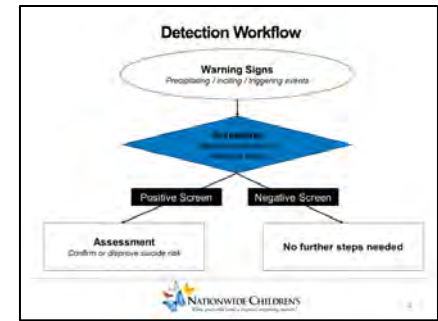 Detection Workflow
Warning Signs
Precipitating / inciting / triggering events
Positive Screen
Negative Screen
Assessment
Confirm or disprove suicide risk
No further steps needed
NATIONWIDE CHILDREN'S